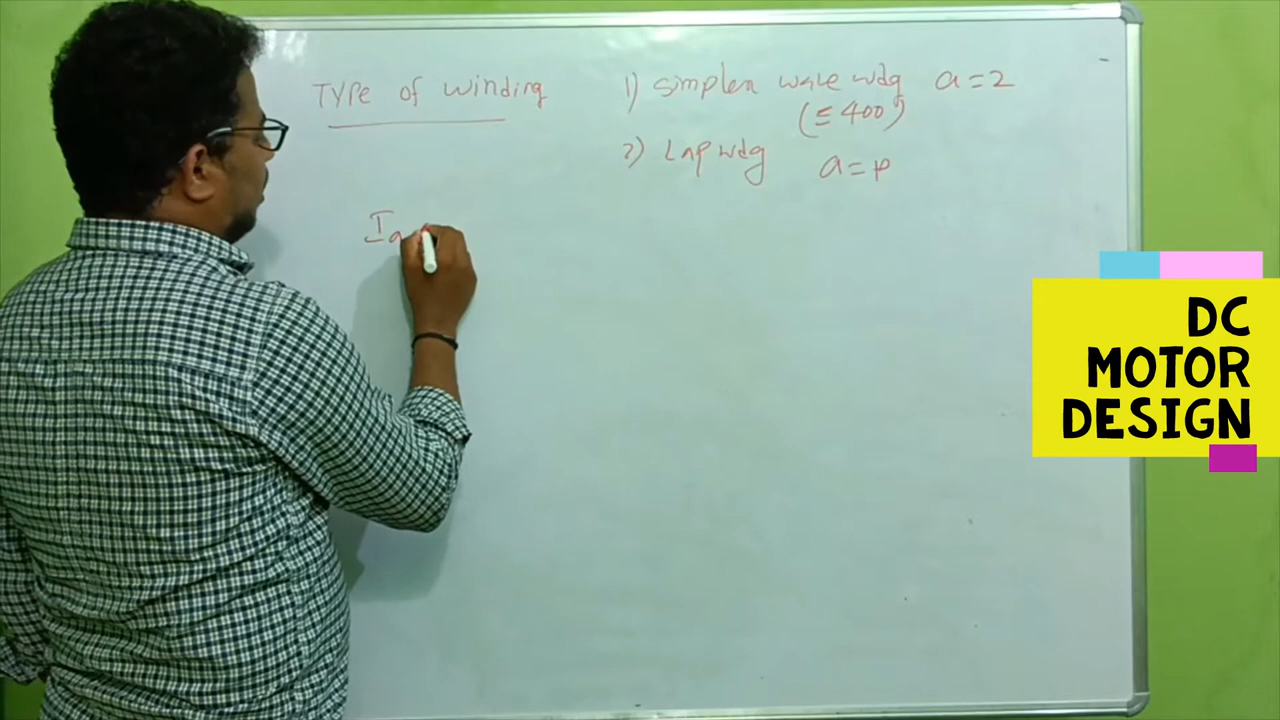 TYPE of winding
1) simplex wave wdg a=2
(≤ 400)
2) Lap wdg a=p
Ia
DC
MOTOR
DESIGN